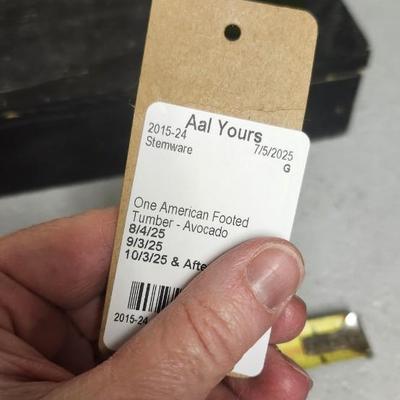 Aal Yours
2015-24 7/5/2025
Stemware G
One American Footed
Tumber - Avocado
8/4/25
9/3/25
10/3/25 & Afte
2015-24